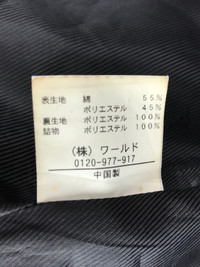 表生地 綿 55%
ポリエステル 45%
裏生地 ポリエステル 100%
詰物 ポリエステル 100%
(株)ワールド
0120-977-917
中国製